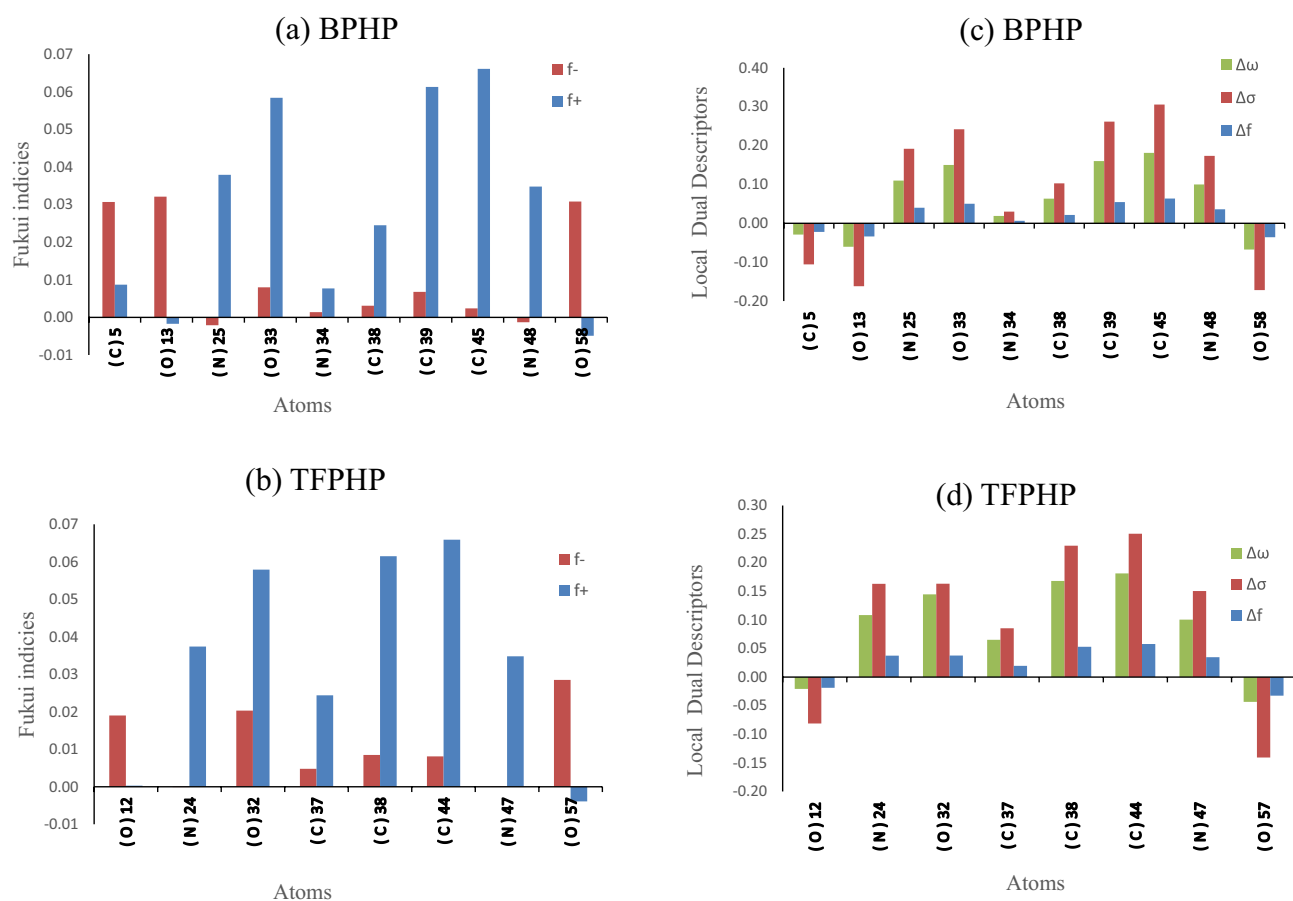 (a) BPHP
0.07
0.06
0.05
0.04
0.03
0.02
0.01
0.00
-0.01
Fukui indicies
f-
f+
(C)5
(O)13
(N)25
(O)33
(N)34
(C)38
(C)39
(C)45
(N)48
(O)58
Atoms
(c) BPHP
0.40
0.30
0.20
0.10
0.00
-0.10
-0.20
Local Dual Descriptors
Δω
Δσ
Δf
(C)5
(O)13
(N)25
(O)33
(N)34
(C)38
(C)39
(C)45
(N)48
(O)58
Atoms
(b) TFPHP
0.07
0.06
0.05
0.04
0.03
0.02
0.01
0.00
-0.01
Fukui indicies
f-
f+
(O)12
(N)24
(O)32
(C)37
(C)38
(C)44
(N)47
(O)57
Atoms
(d) TFPHP
0.30
0.25
0.20
0.15
0.10
0.05
0.00
-0.05
-0.10
-0.15
-0.20
Local Dual Descriptors
Δω
Δσ
Δf
(O)12
(N)24
(O)32
(C)37
(C)38
(C)44
(N)47
(O)57
Atoms